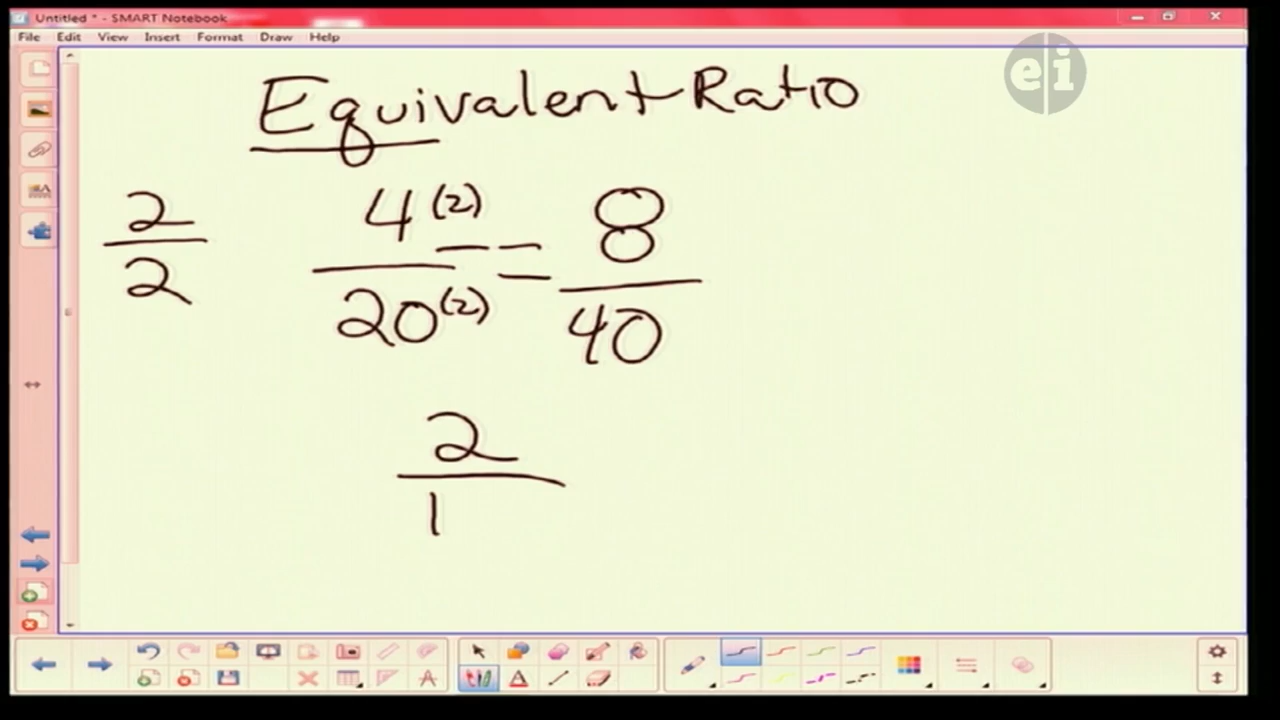 Untitled * - SMART Notebook
File Edit View Insert Format Draw Help
ei
Equivalent Ratio
2 4(2) = 8
2 20(2) 40
2
1